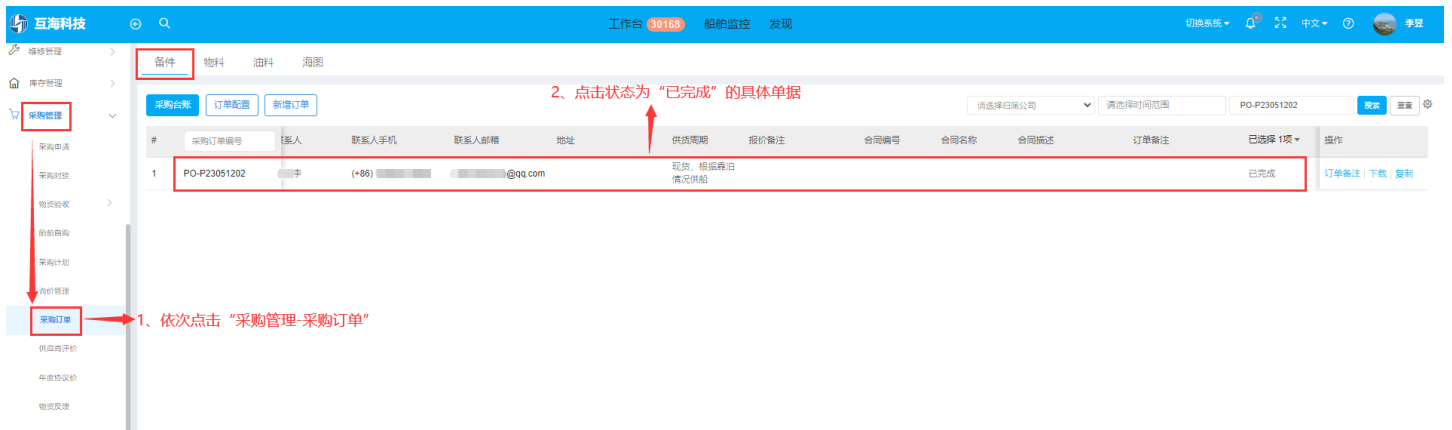 互海科技
工作台 30168 船舶监控 发现
切换系统 中文 李昱
维修管理
库存管理
采购管理
采购申请
采购对接
物资验收
船舶自购
采购计划
询价管理
采购订单
供应商评价
年度协议价
物资反馈
备件 物料 油料 海图
2、点击状态为“已完成”的具体单据
采购台账 订单配置 新增订单 请选择归属公司 请选择时间范围 PO-P23051202 搜索 重置
# 采购订单编号 系人 联系人手机 联系人邮箱 地址 供货周期 报价备注 合同编号 合同名称 合同描述 订单备注 已选择 1项 操作
1 PO-P23051202 李 (+86) @qq.com 现货，根据靠泊 已完成 订单备注 下载 复制
情况供船
1、依次点击“采购管理-采购订单”